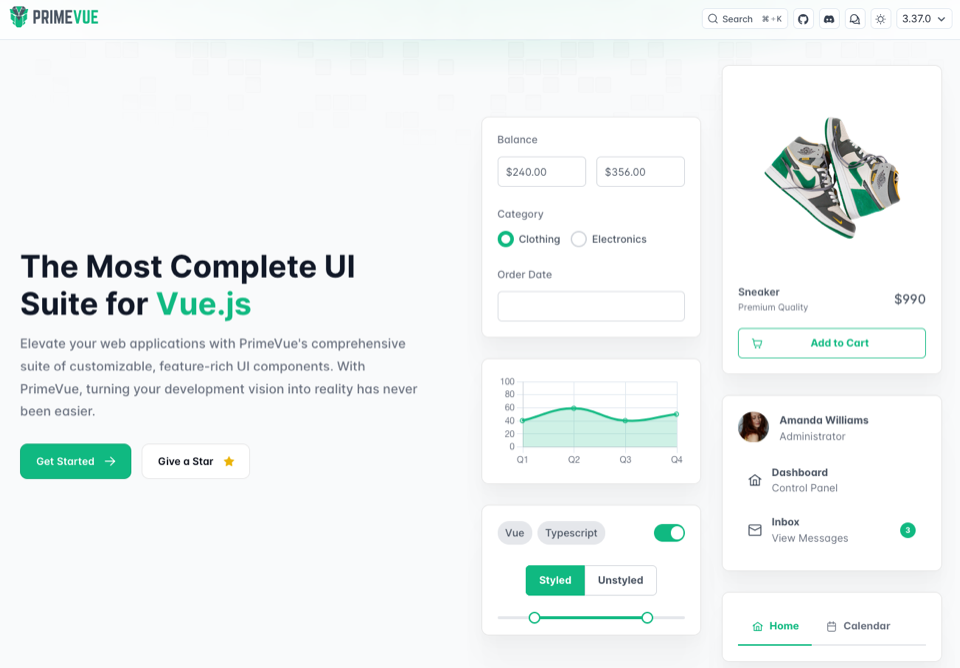 PRIMEVUE
Search ⌘+K
3.37.0
The Most Complete UI
Suite for Vue.js
Elevate your web applications with PrimeVue's comprehensive
suite of customizable, feature-rich UI components. With
PrimeVue, turning your development vision into reality has never
been easier.
Get Started
Give a Star
Balance
$240.00
$356.00
Category
Clothing
Electronics
Order Date
100
80
60
40
20
0
Q1
Q2
Q3
Q4
Vue
Typescript
Styled
Unstyled
Sneaker
Premium Quality
$990
Add to Cart
Amanda Williams
Administrator
Dashboard
Control Panel
Inbox
View Messages
3
Home
Calendar